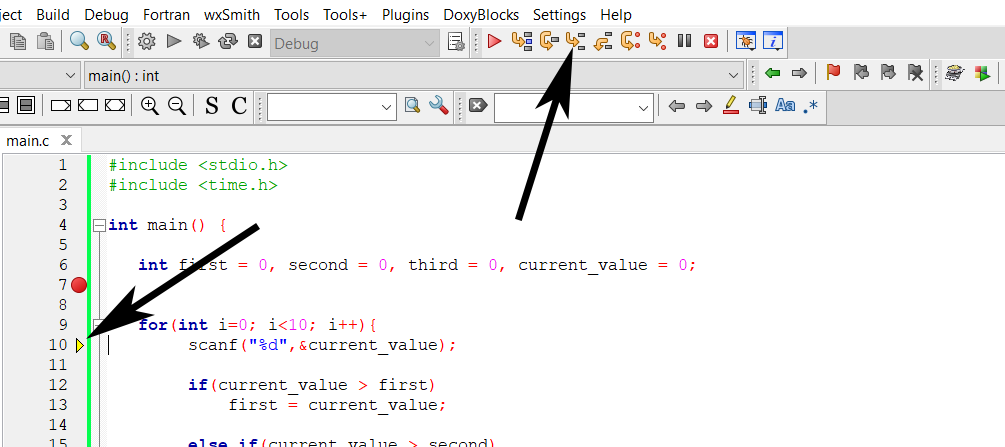 ject Build Debug Fortran wxSmith Tools Tools+ Plugins DoxyBlocks Settings Help
Debug
main() : int
S C Aa .*
main.c X
1 #include <stdio.h>
2 #include <time.h>
3
4 int main() {
5
6 int first = 0, second = 0, third = 0, current_value = 0;
7
8
9 for(int i=0; i<10; i++){
10 scanf("%d",&current_value);
11
12 if(current_value > first)
13 first = current_value;
14
15 else if(current_value > second)